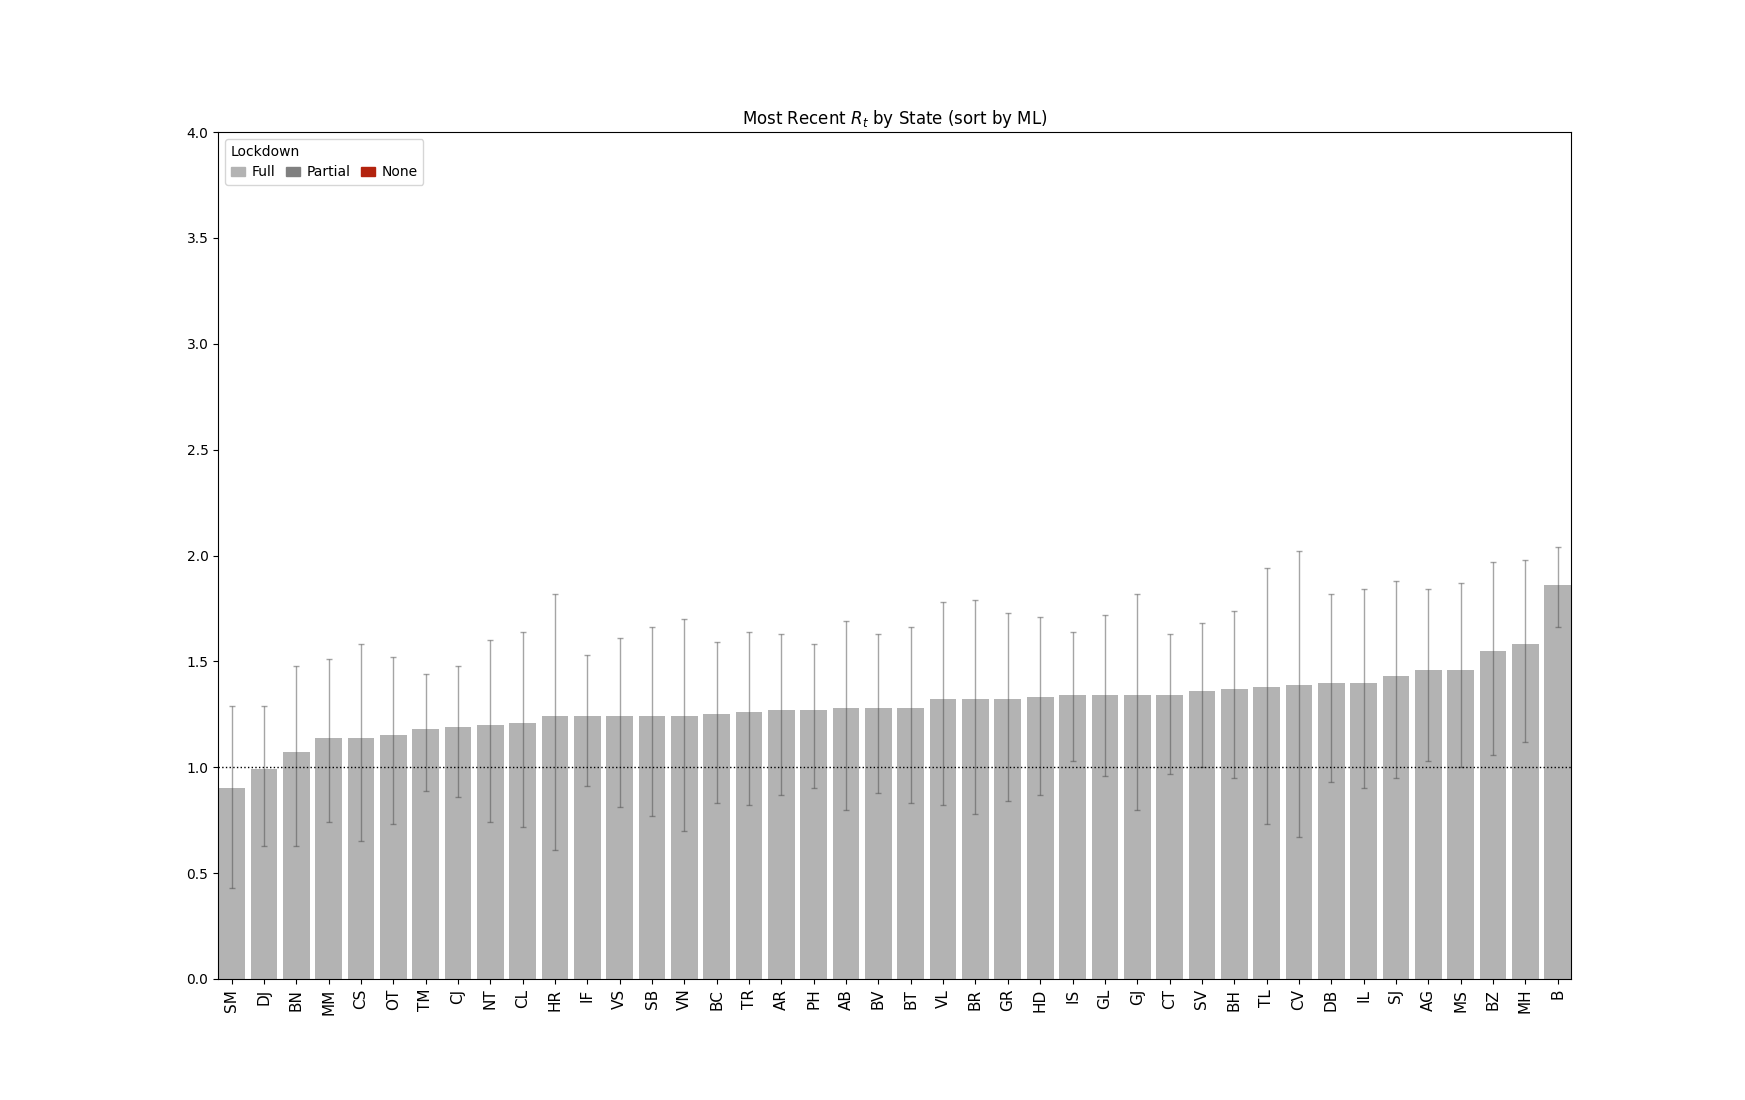 Most Recent Rt by State (sort by ML)
4.0
Lockdown
Full Partial None
3.5
3.0
2.5
2.0
1.5
1.0
0.5
0.0
SM DJ BN MM CS OT TM CJ NT CL HR IF VS SB VN BC TR AR PH AB BV BT VL BR GR HD IS GL GJ CT SV BH TL CV DB IL SJ AG MS BZ MH B